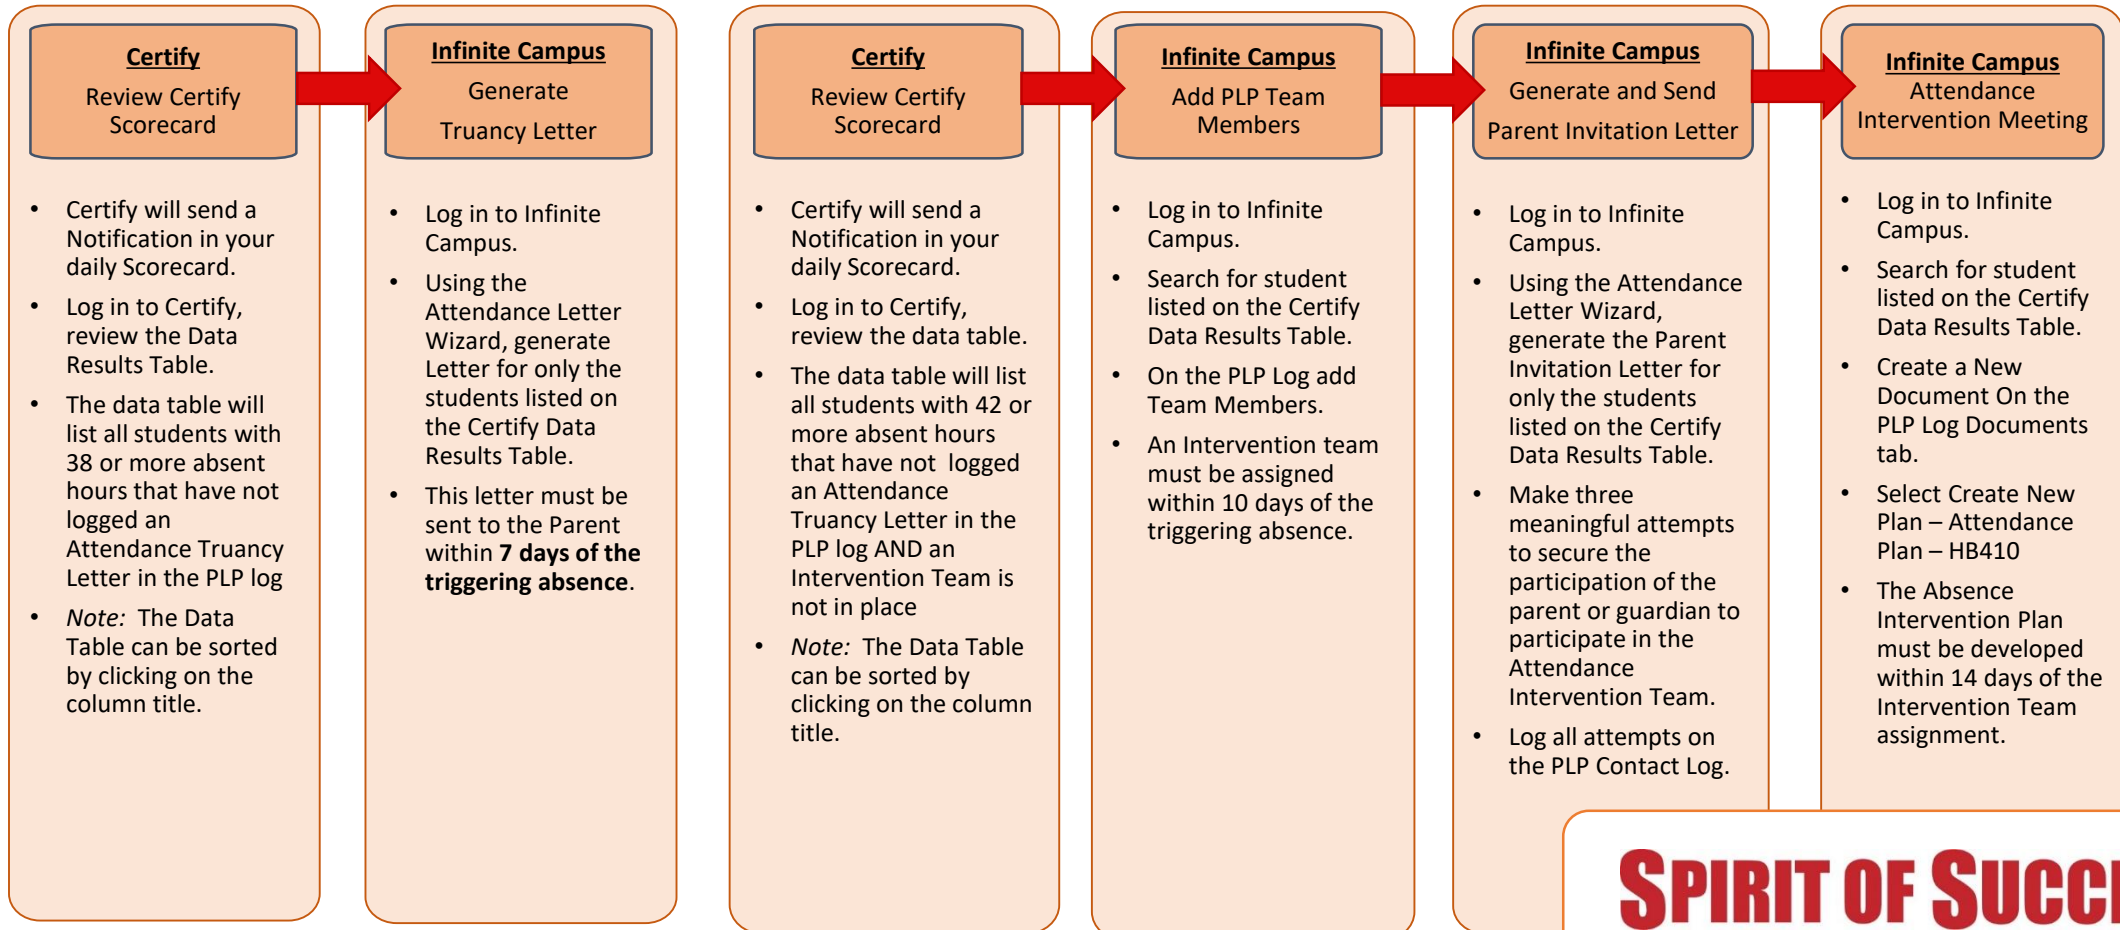 Certify
Review Certify
Scorecard
• Certify will send a
Notification in your
daily Scorecard.
• Log in to Certify,
review the Data
Results Table.
• The data table will
list all students with
38 or more absent
hours that have not
logged an
Attendance Truancy
Letter in the PLP log
• Note: The Data
Table can be sorted
by clicking on the
column title.
Infinite Campus
Generate
Truancy Letter
• Log in to Infinite
Campus.
• Using the
Attendance Letter
Wizard, generate
Letter for only the
students listed on
the Certify Data
Results Table.
• This letter must be
sent to the Parent
within 7 days of the
triggering absence.
Certify
Review Certify
Scorecard
• Certify will send a
Notification in your
daily Scorecard.
• Log in to Certify,
review the data table.
• The data table will list
all students with 42 or
more absent hours
that have not logged
an Attendance
Truancy Letter in the
PLP log AND an
Intervention Team is
not in place
• Note: The Data Table
can be sorted by
clicking on the column
title.
Infinite Campus
Add PLP Team
Members
• Log in to Infinite
Campus.
• Search for student
listed on the Certify
Data Results Table.
• On the PLP Log add
Team Members.
• An Intervention team
must be assigned
within 10 days of the
triggering absence.
Infinite Campus
Generate and Send
Parent Invitation Letter
• Log in to Infinite
Campus.
• Using the Attendance
Letter Wizard,
generate the Parent
Invitation Letter for
only the students
listed on the Certify
Data Results Table.
• Make three
meaningful attempts
to secure the
participation of the
parent or guardian to
participate in the
Attendance
Intervention Team.
• Log all attempts on
the PLP Contact Log.
Infinite Campus
Attendance
Intervention Meeting
• Log in to Infinite
Campus.
• Search for student
listed on the Certify
Data Results Table.
• Create a New
Document On the
PLP Log Documents
tab.
• Select Create New
Plan – Attendance
Plan – HB410
• The Absence
Intervention Plan
must be developed
within 14 days of the
Intervention Team
assignment.
SPIRIT OF